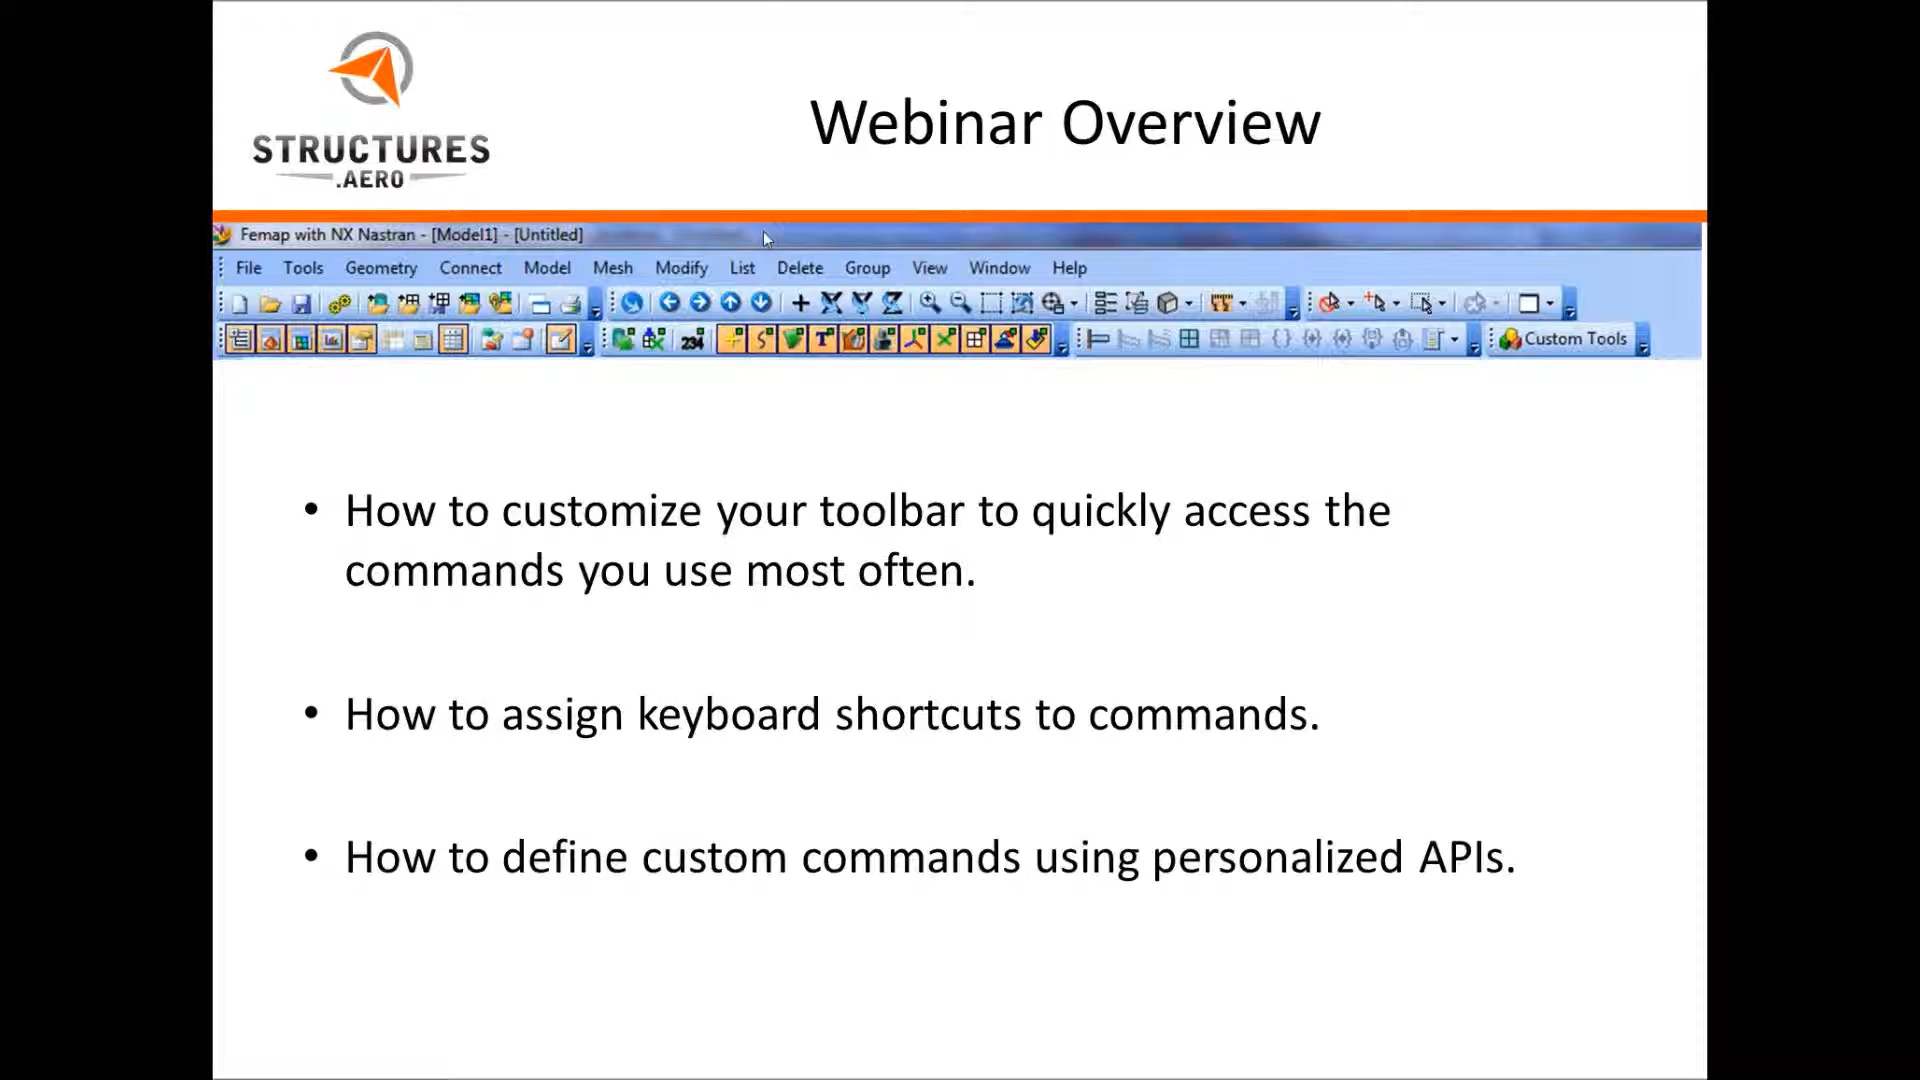 STRUCTURES
.AERO
Webinar Overview
Femap with NX Nastran - [Model1] - [Untitled]
File Tools Geometry Connect Model Mesh Modify List Delete Group View Window Help
234 T Custom Tools
• How to customize your toolbar to quickly access the
commands you use most often.
• How to assign keyboard shortcuts to commands.
• How to define custom commands using personalized APIs.